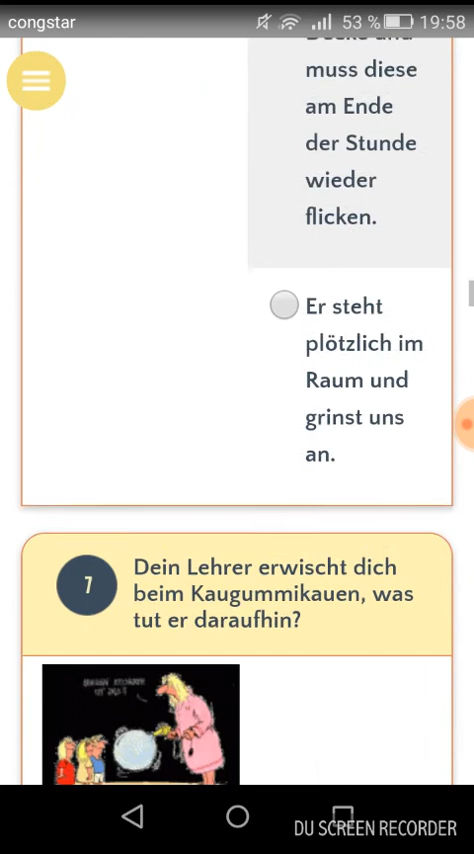 congstar 53 % 19:58
muss diese
am Ende
der Stunde
wieder
flicken.
Er steht
plötzlich im
Raum und
grinst uns
an.
7
Dein Lehrer erwischt dich
beim Kaugummikauen, was
tut er daraufhin?
DU SCREEN RECORDER